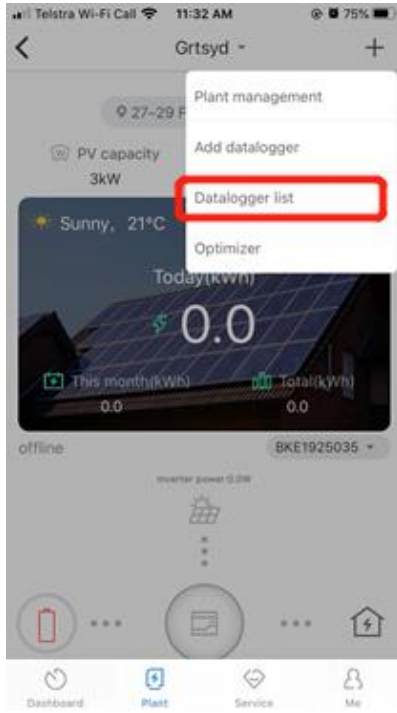 Telstra Wi-Fi Call 11:32 AM 75%
Grtsyd
27-29
Plant management
PV capacity
Add datalogger
3kW
Datalogger list
Sunny, 21°C
Optimizer
Today(kWh)
0.0
This month(kWh) Total(kWh)
0.0 0.0
offline BKE1925035
Inverter power 0.0W
Dashboard Plant Service Me